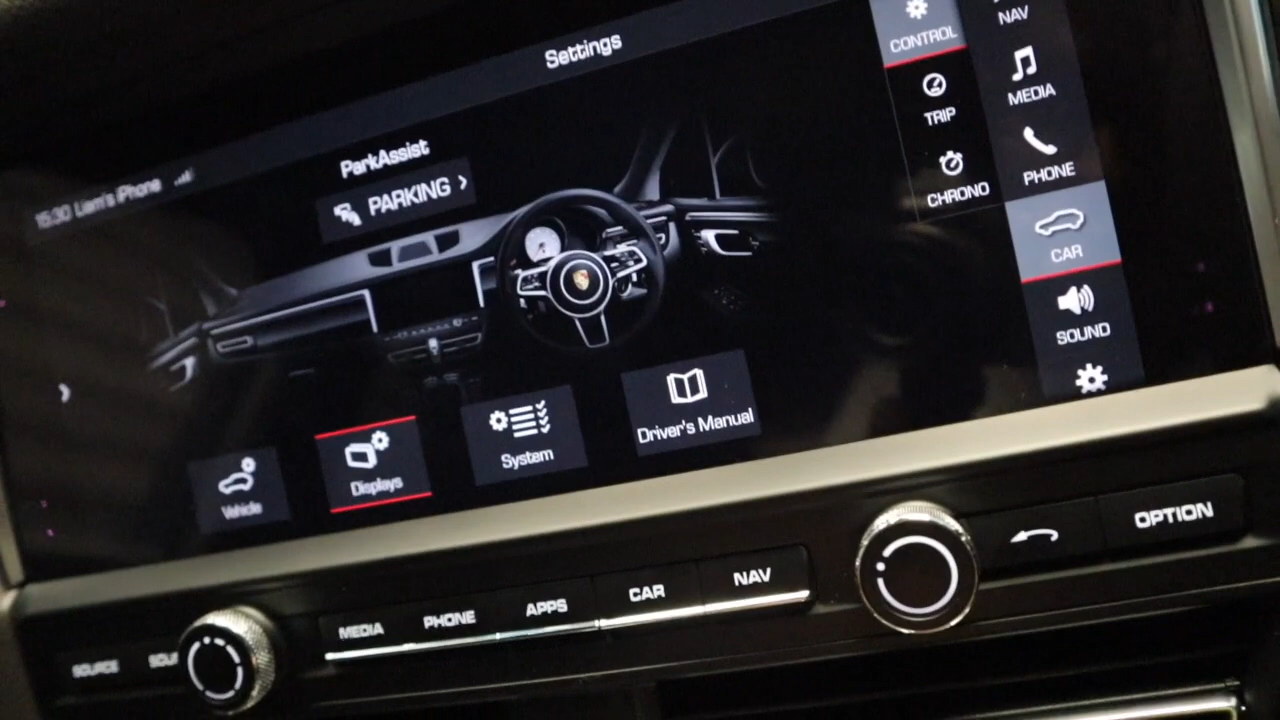 Settings
15:30 Liam's iPhone
ParkAssist
PARKING
CONTROL
TRIP
CHRONO
NAV
MEDIA
PHONE
CAR
SOUND
Vehicle
Displays
System
Driver's Manual
SOURCE
MEDIA
PHONE
APPS
CAR
NAV
OPTION